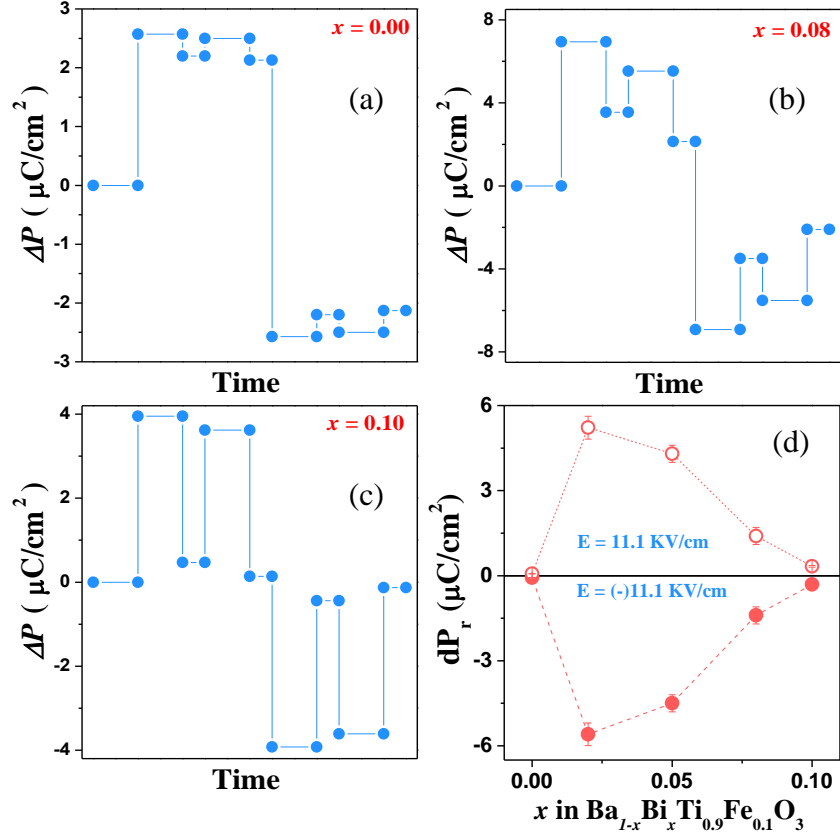 x = 0.00
(a)
ΔP ( μC/cm²)
3
2
1
0
-1
-2
-3
Time
x = 0.08
(b)
ΔP ( μC/cm²)
8
4
0
-4
-8
Time
x = 0.10
(c)
ΔP ( μC/cm²)
4
2
0
-2
-4
Time
(d)
dPᵣ (μC/cm²)
6
3
0
-3
-6
E = 11.1 KV/cm
E = (-)11.1 KV/cm
0.00 0.05 0.10
x in Ba₁₋ₓBiₓTi₀.₉Fe₀.₁O₃